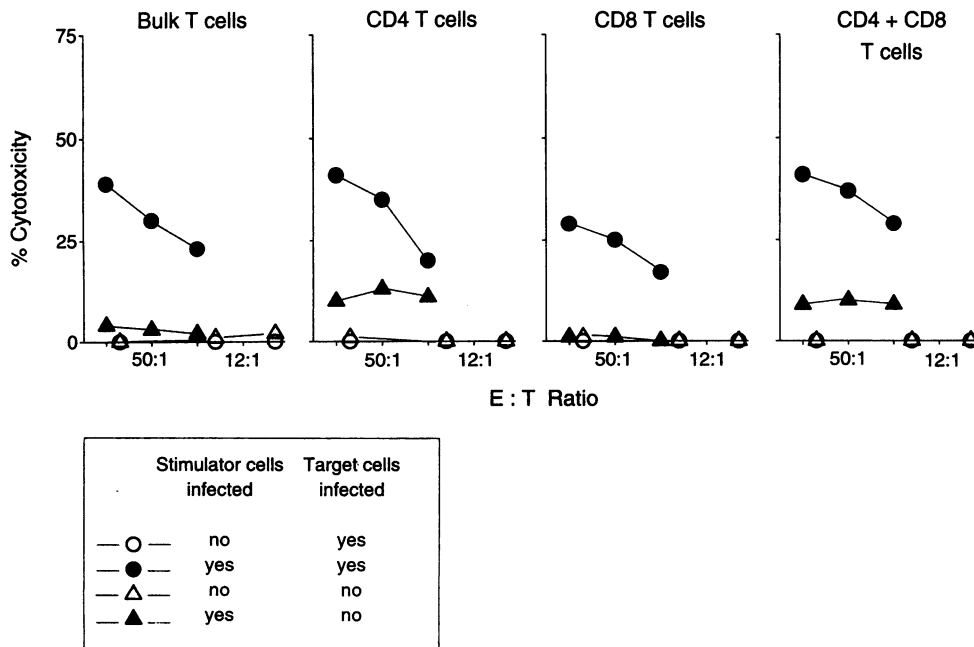 Bulk T cells
CD4 T cells
CD8 T cells
CD4 + CD8
T cells
% Cytotoxicity
75
50
25
0
50:1 12:1
50:1 12:1
50:1 12:1
50:1 12:1
E : T Ratio
Stimulator cells Target cells
infected infected
no yes
yes yes
no no
yes no